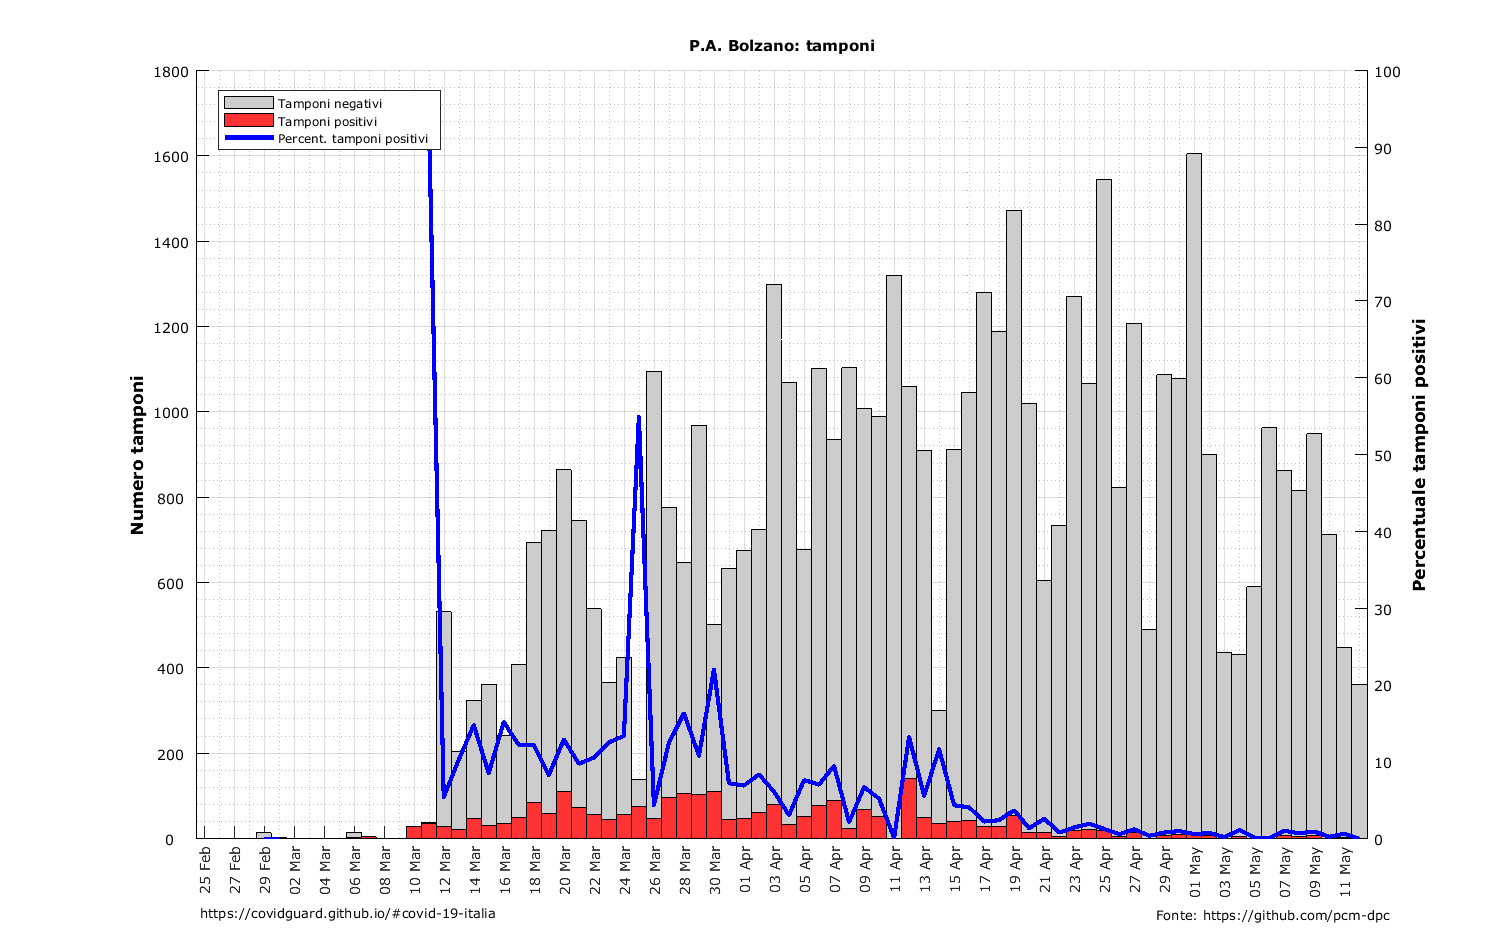 P.A. Bolzano: tamponi
Tamponi negativi
Tamponi positivi
Percent. tamponi positivi
Numero tamponi
1800
1600
1400
1200
1000
800
600
400
200
0
100
90
80
70
60
50
40
30
20
10
0
Percentuale tamponi positivi
25 Feb
27 Feb
29 Feb
02 Mar
04 Mar
06 Mar
08 Mar
10 Mar
12 Mar
14 Mar
16 Mar
18 Mar
20 Mar
22 Mar
24 Mar
26 Mar
28 Mar
30 Mar
01 Apr
03 Apr
05 Apr
07 Apr
09 Apr
11 Apr
13 Apr
15 Apr
17 Apr
19 Apr
21 Apr
23 Apr
25 Apr
27 Apr
29 Apr
01 May
03 May
05 May
07 May
09 May
11 May
https://covidguard.github.io/#covid-19-italia
Fonte: https://github.com/pcm-dpc